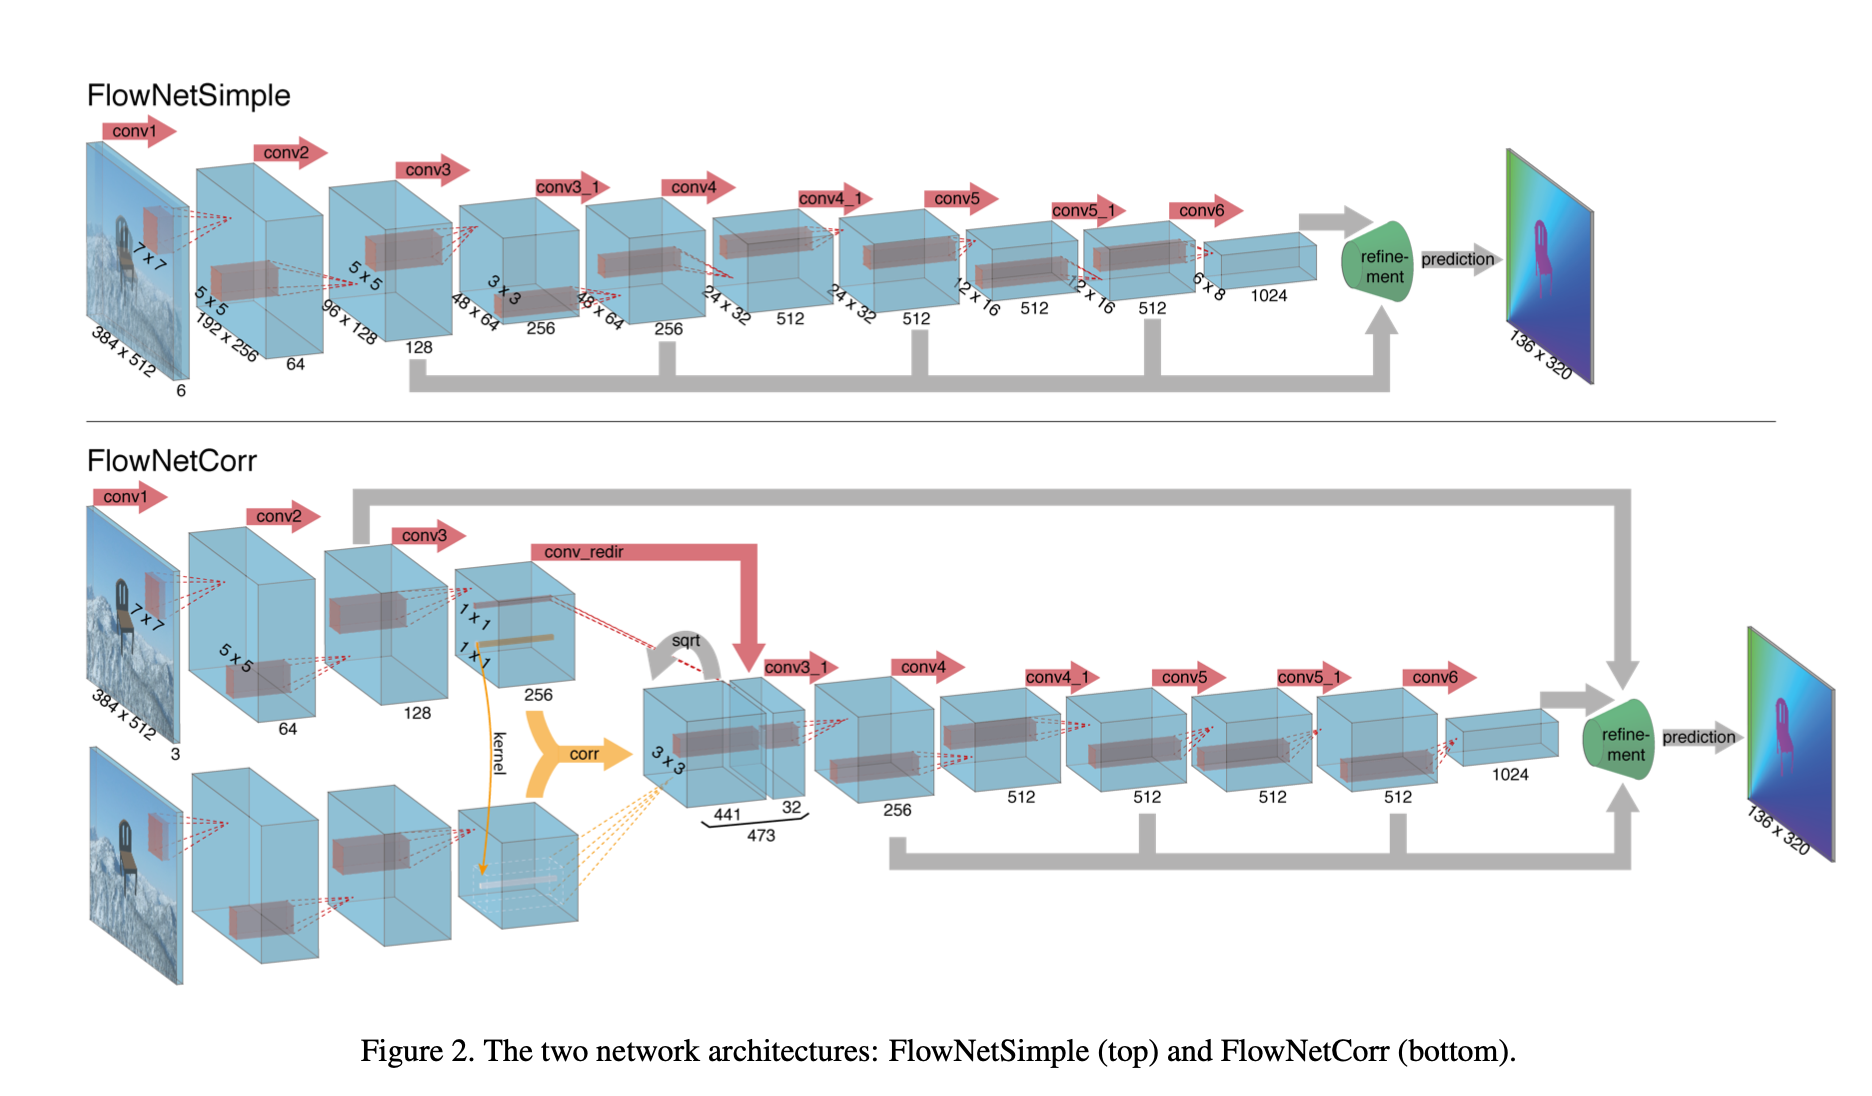 FlowNetSimple
conv1
conv2
conv3
conv3_1
conv4
conv4_1
conv5
conv5_1
conv6
7 x 7
5 x 5
5 x 5
3 x 3
384 x 512
6
192 x 256
64
96 x 128
128
48 x 64
256
48 x 64
256
24 x 32
512
24 x 32
512
12 x 16
512
12 x 16
512
6 x 8
1024
refine-
ment
prediction
136 x 320
FlowNetCorr
conv1
conv2
conv3
conv_redir
7 x 7
5 x 5
1 x 1
1 x 1
384 x 512
3
64
128
256
kernel
corr
sqrt
conv3_1
conv4
conv4_1
conv5
conv5_1
conv6
3 x 3
441
32
473
256
512
512
512
512
1024
refine-
ment
prediction
136 x 320
Figure 2. The two network architectures: FlowNetSimple (top) and FlowNetCorr (bottom).